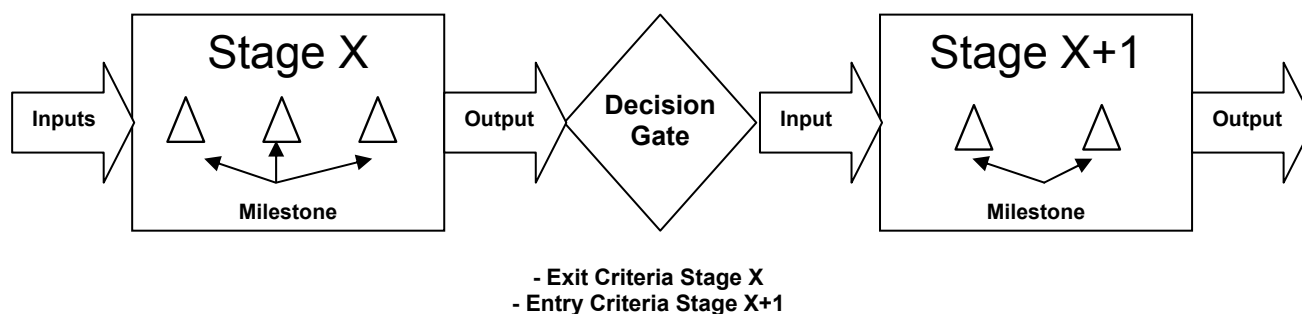 Stage X
Stage X+1
Inputs
Output
Decision
Gate
Input
Output
Milestone
Milestone
- Exit Criteria Stage X
- Entry Criteria Stage X+1